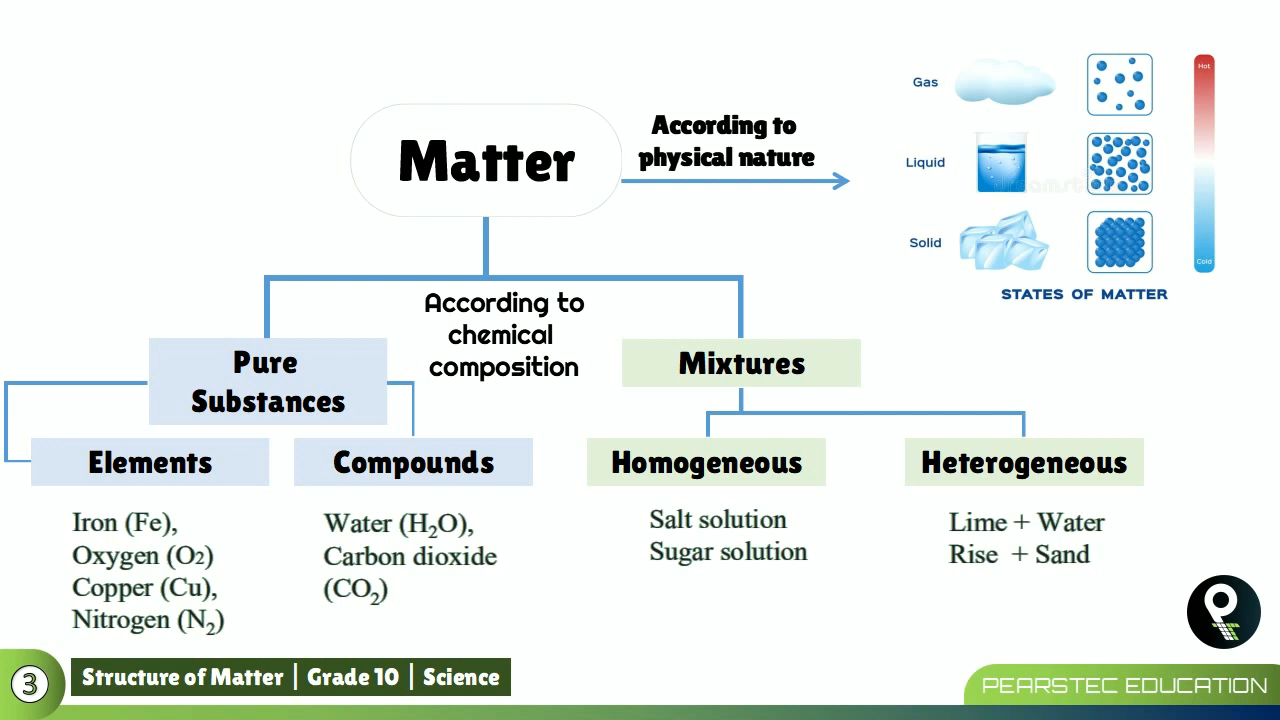 Matter
According to
physical nature
Gas
Liquid
Solid
Hot
Cold
STATES OF MATTER
According to
chemical
composition
Pure
Substances
Mixtures
Elements
Compounds
Homogeneous
Heterogeneous
Iron (Fe),
Oxygen (O2)
Copper (Cu),
Nitrogen (N₂)
Water (H₂O),
Carbon dioxide
(CO₂)
Salt solution
Sugar solution
Lime + Water
Rise + Sand
3
Structure of Matter | Grade 10 | Science
PEARSTEC EDUCATION